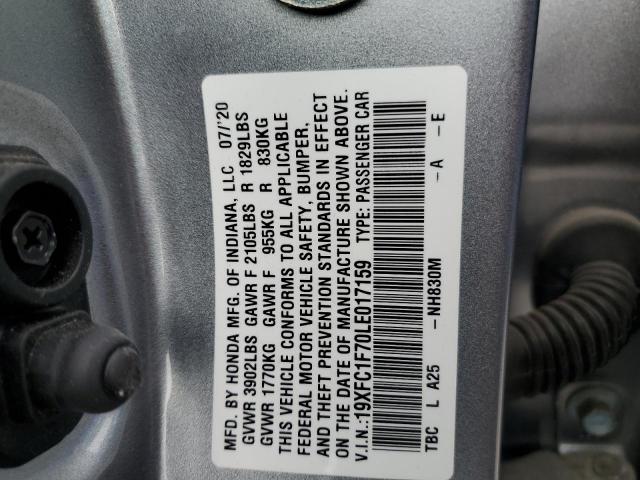 MFD. BY HONDA MFG. OF INDIANA, LLC 07/'20
GVWR 3902LBS GAWR F 2105LBS R 1829LBS
GVWR 1770KG GAWR F 955KG R 830KG
THIS VEHICLE CONFORMS TO ALL APPLICABLE
FEDERAL MOTOR VEHICLE SAFETY, BUMPER,
AND THEFT PREVENTION STANDARDS IN EFFECT
ON THE DATE OF MANUFACTURE SHOWN ABOVE.
V.I.N.:19XFC1F70LE017159 TYPE: PASSENGER CAR
TBC L A25 -NH830M -A -E